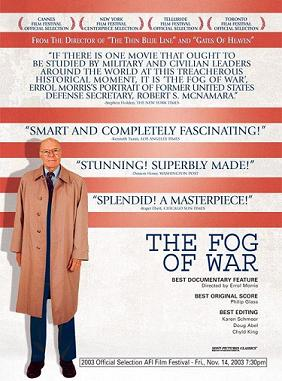 CANNES
FILM FESTIVAL
OFFICIAL SELECTION
NEW YORK
FILM FESTIVAL
CENTERPIECE SELECTION
TELLURIDE
FILM FESTIVAL
OFFICIAL SELECTION
TORONTO
FILM FESTIVAL
OFFICIAL SELECTION
FROM THE DIRECTOR OF "THE THIN BLUE LINE" AND "GATES OF HEAVEN"
"IF THERE IS ONE MOVIE THAT OUGHT TO
BE STUDIED BY MILITARY AND CIVILIAN LEADERS
AROUND THE WORLD AT THIS TREACHEROUS
HISTORICAL MOMENT, IT IS 'THE FOG OF WAR',
ERROL MORRIS'S PORTRAIT OF FORMER UNITED STATES
DEFENSE SECRETARY, ROBERT S. MCNAMARA."
-Stephen Holden, THE NEW YORK TIMES
"SMART AND COMPLETELY FASCINATING!"
-Kenneth Turan, LOS ANGELES TIMES
"STUNNING! SUPERBLY MADE!"
-Desson Howe, WASHINGTON POST
"SPLENDID! A MASTERPIECE!"
-Roger Ebert, CHICAGO SUN TIMES
THE FOG
OF WAR
BEST DOCUMENTARY FEATURE
Directed by Errol Morris
BEST ORIGINAL SCORE
Philip Glass
BEST EDITING
Karen Schmeer
Doug Abel
Chyld King
SONY PICTURES CLASSICS
2003 Official Selection AFI Film Festival - Fri., Nov. 14, 2003 7:30pm